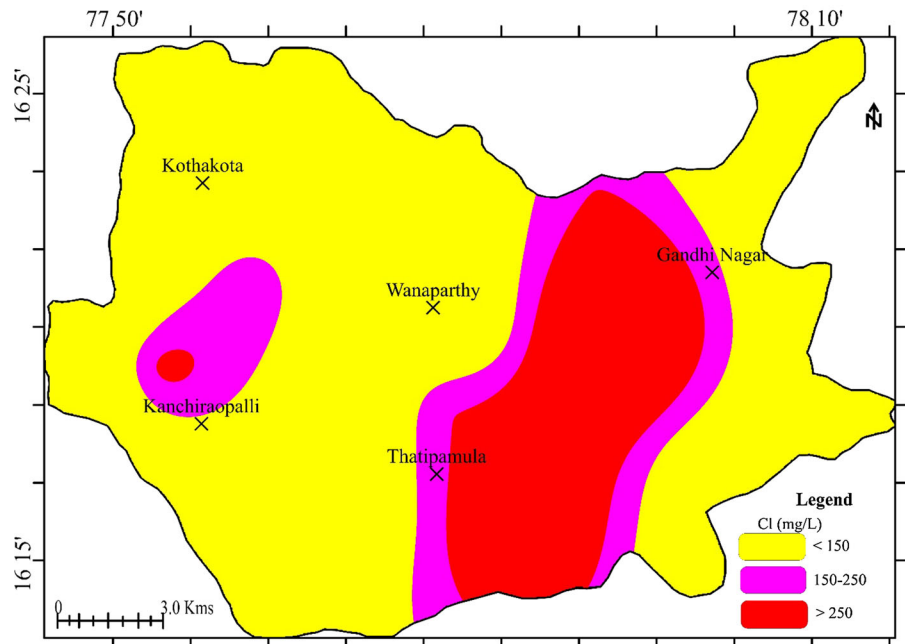 77 50'
78 10'
16 25'
N
Kothakota
Gandhi Nagar
Wanaparthy
Kanchiraopalli
Thatipamula
16 15'
Legend
Cl (mg/L)
< 150
150-250
> 250
0
3.0 Kms